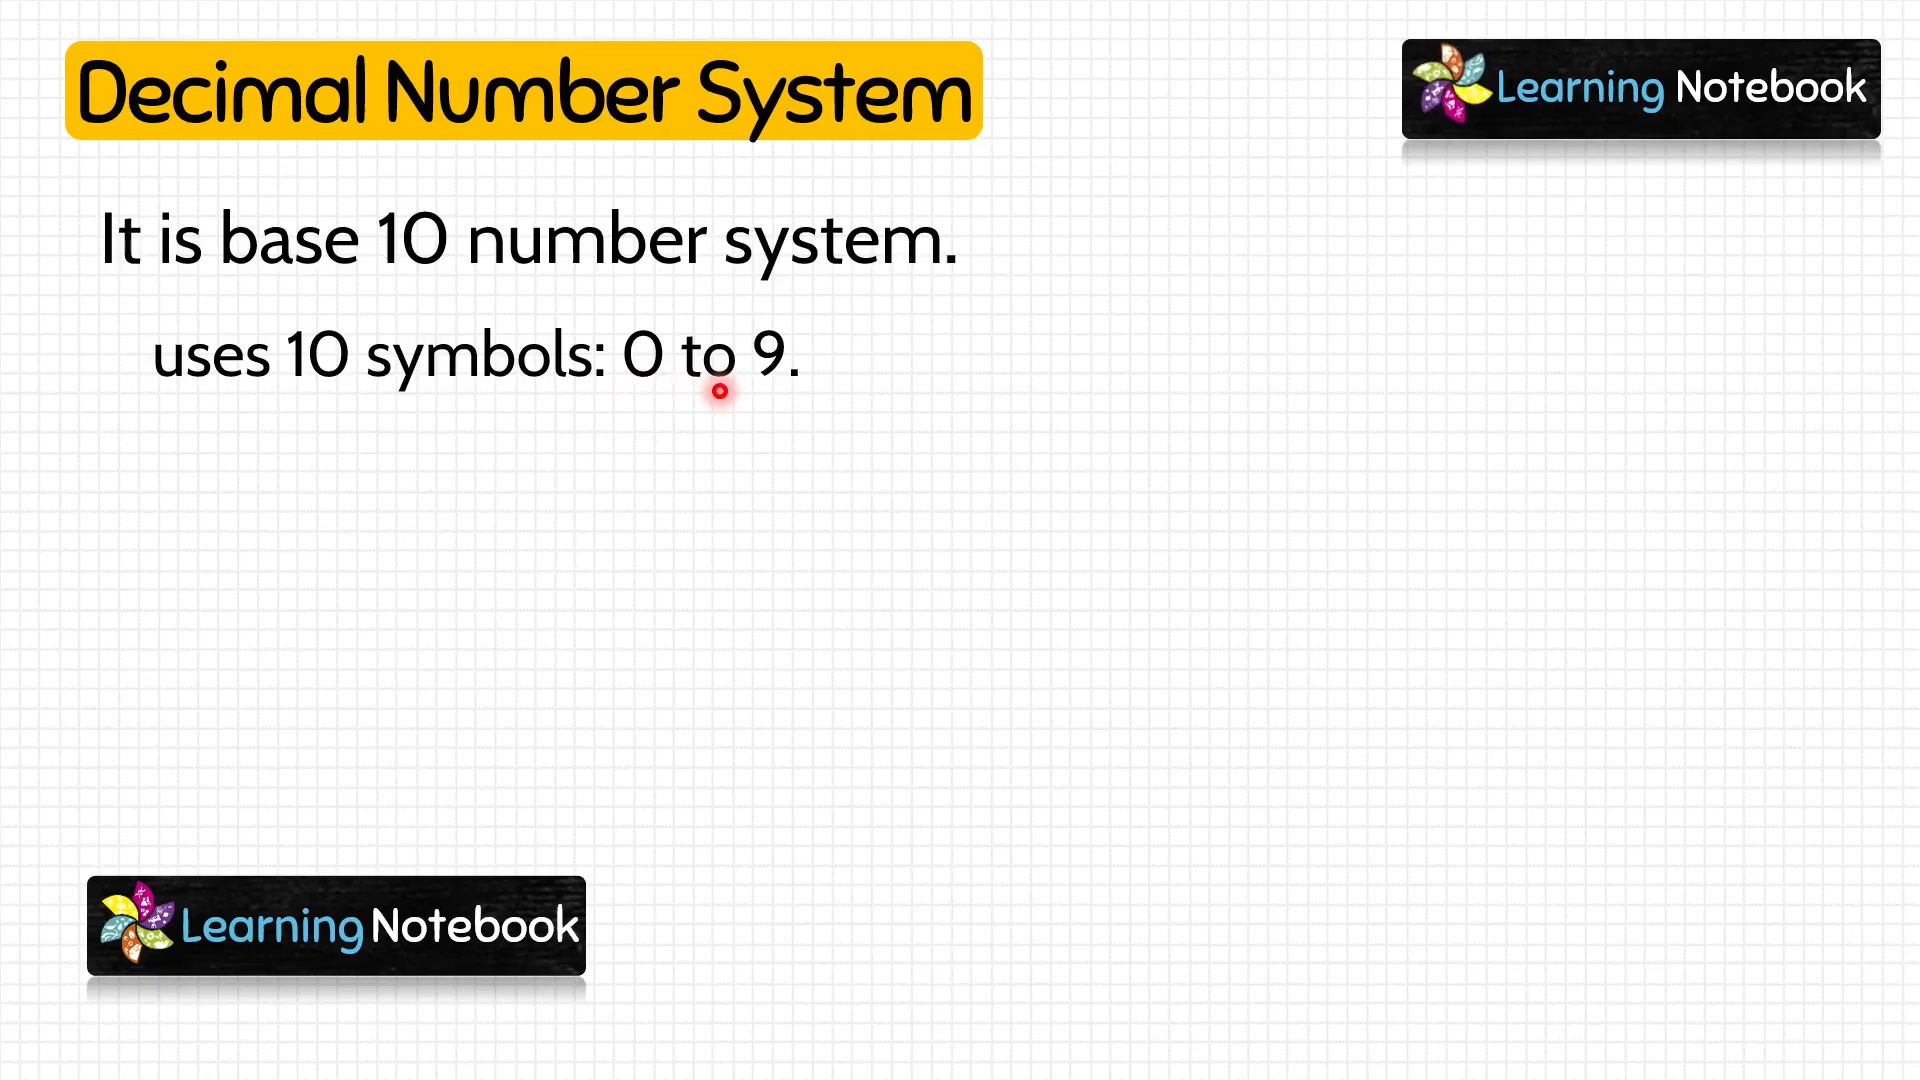 Decimal Number System
Learning Notebook
It is base 10 number system.
uses 10 symbols: 0 to 9.
Learning Notebook